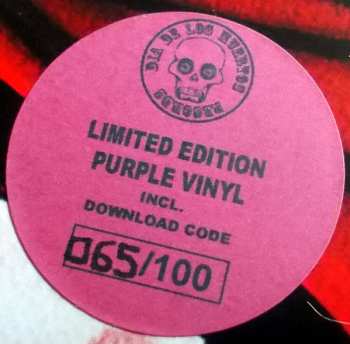 DIA DE LOS MUERTOS
RECORDS
LIMITED EDITION
PURPLE VINYL
INCL.
DOWNLOAD CODE
065/100